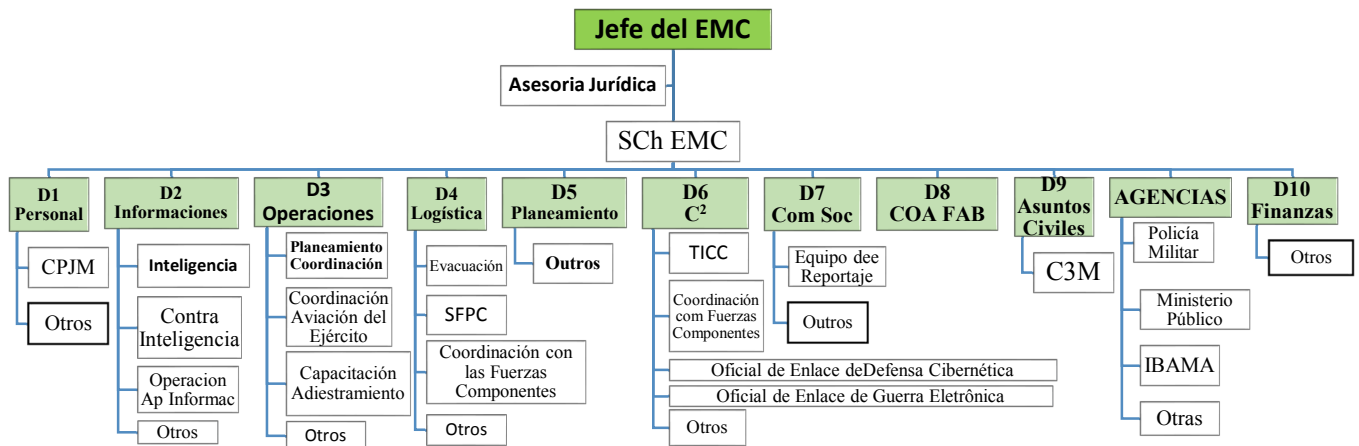 Jefe del EMC
Asesoria Jurídica
SCh EMC
D1
Personal
CPJM
Otros
D2
Informaciones
Inteligencia
Contra
Inteligencia
Operacion
Ap Informac
Otros
D3
Operaciones
Planeamiento
Coordinación
Coordinación
Aviación del
Ejército
Capacitación
Adiestramiento
Otros
D4
Logística
Evacuación
SFPC
Coordinación con
las Fuerzas
Componentes
Otros
D5
Planeamiento
Outros
D6
C²
TICC
Coordinación
com Fuerzas
Componentes
Oficial de Enlace deDefensa Cibernética
Oficial de Enlace de Guerra Eletrônica
Otros
D7
Com Soc
Equipo dee
Reportaje
Outros
D8
COA FAB
D9
Asuntos
Civiles
C3M
AGENCIAS
Policía
Militar
Ministerio
Público
IBAMA
Otras
D10
Finanzas
Otros